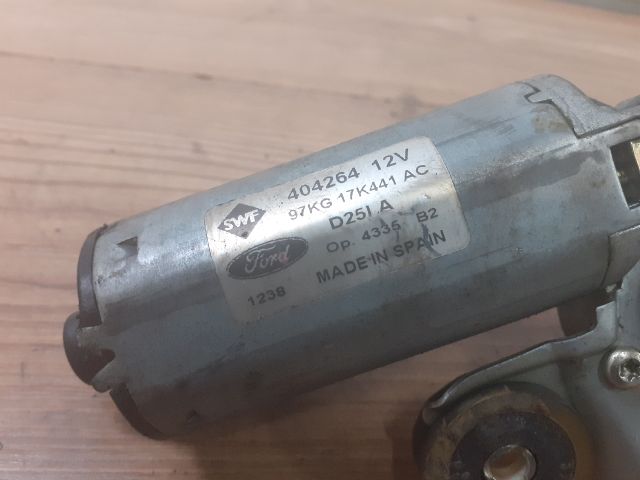 404264 12V
97KG 17K441 AC
SWF
D25I A
Ford
Op. 4335 B2
1238
MADE IN SPAIN